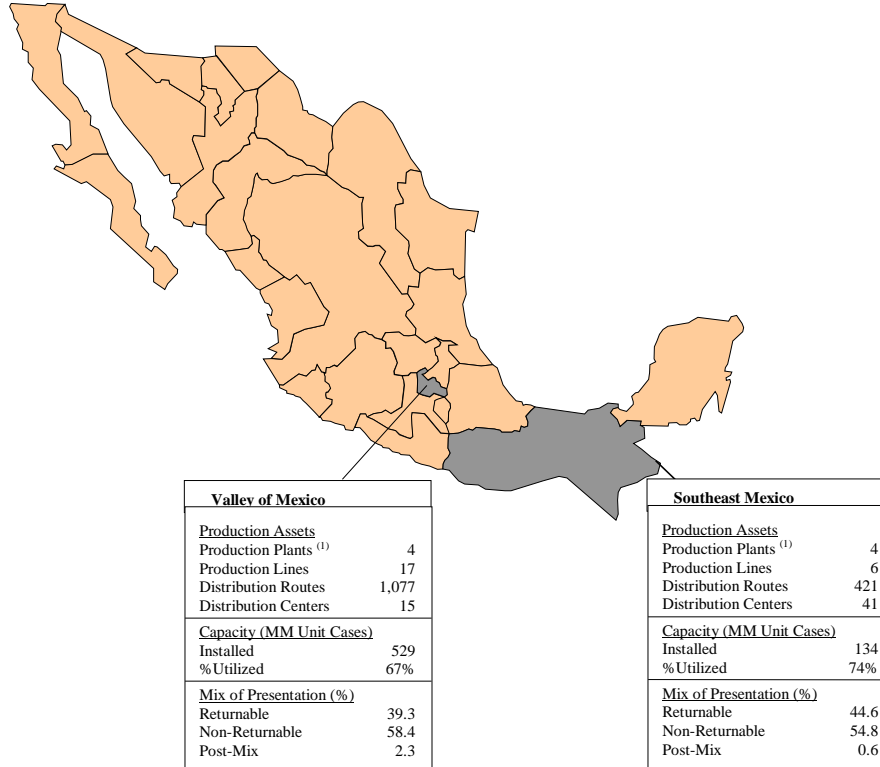 Valley of Mexico
Production Assets
Production Plants (1) 4
Production Lines 17
Distribution Routes 1,077
Distribution Centers 15
Capacity (MM Unit Cases)
Installed 529
%Utilized 67%
Mix of Presentation (%)
Returnable 39.3
Non-Returnable 58.4
Post-Mix 2.3
Southeast Mexico
Production Assets
Production Plants (1) 4
Production Lines 6
Distribution Routes 421
Distribution Centers 41
Capacity (MM Unit Cases)
Installed 134
%Utilized 74%
Mix of Presentation (%)
Returnable 44.6
Non-Returnable 54.8
Post-Mix 0.6